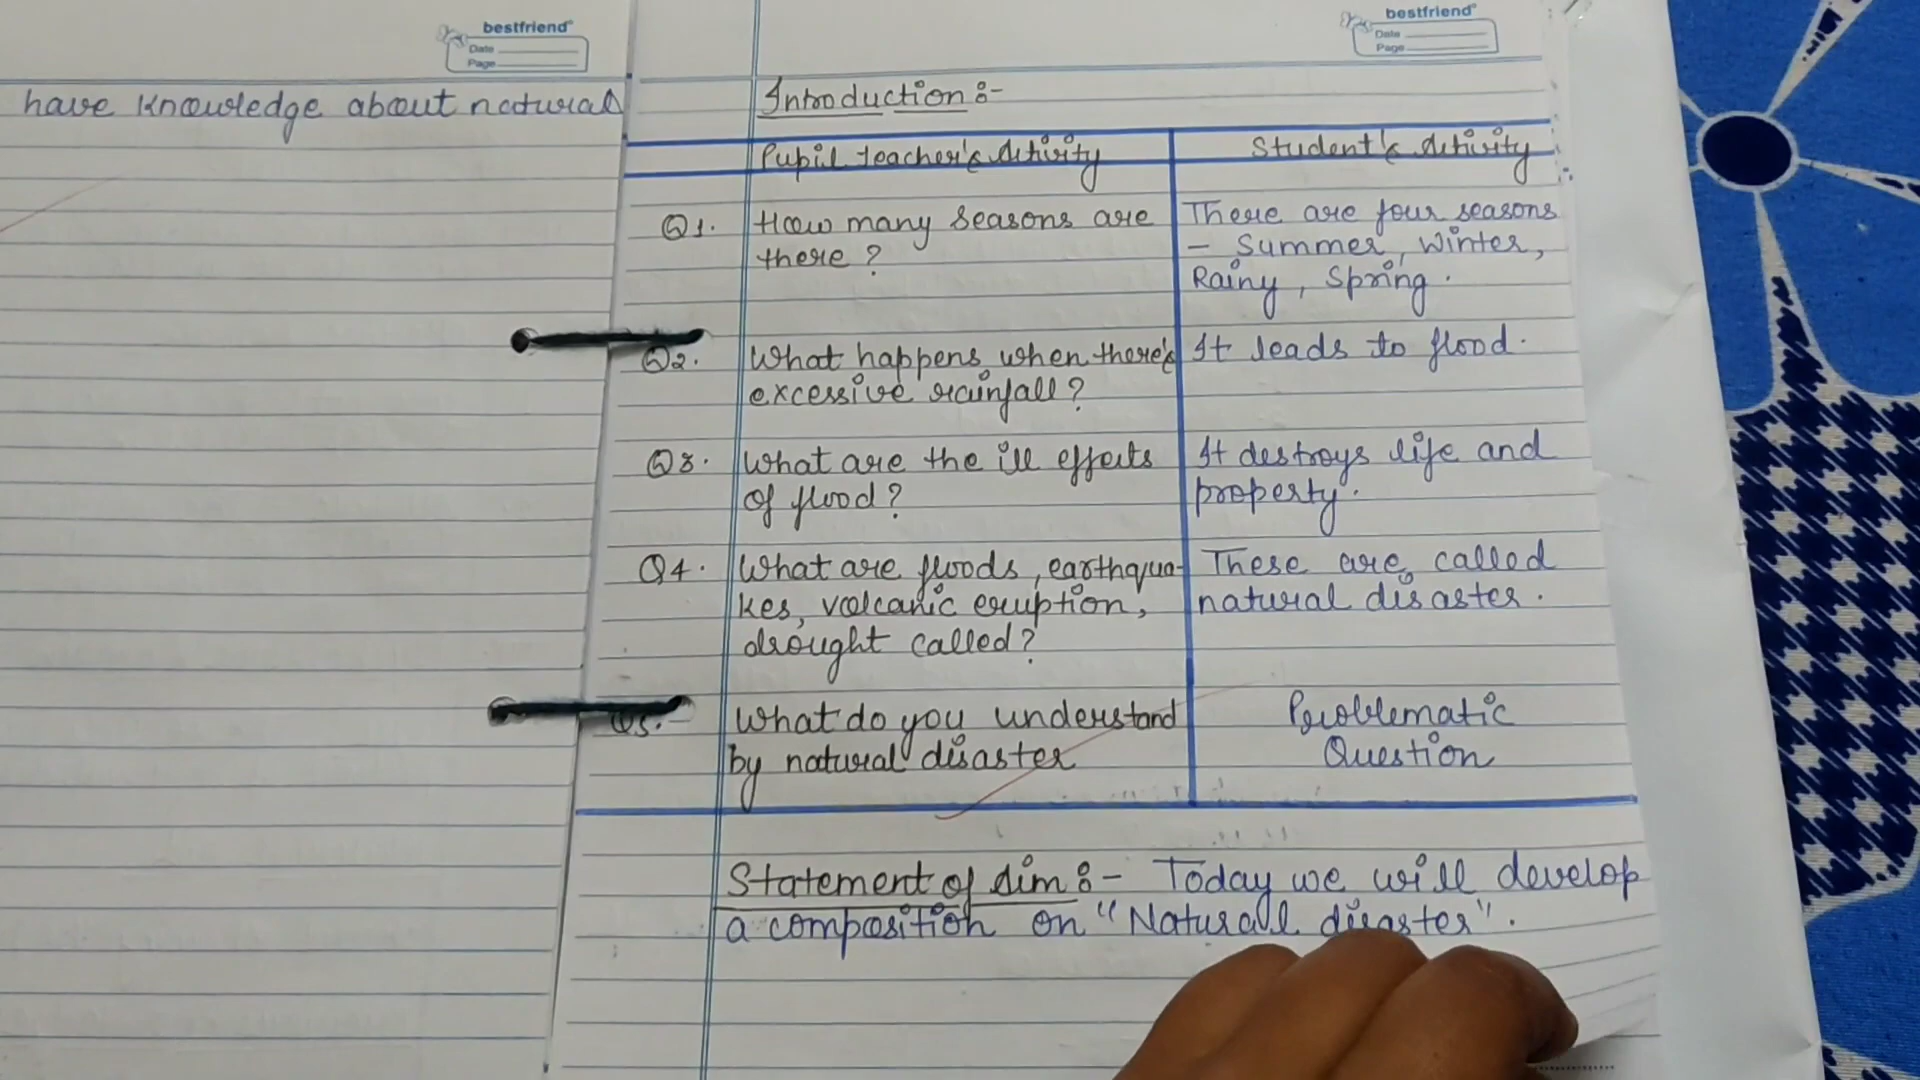 bestfriend
Date
Page
have knowledge about natural
bestfriend
Date
Page
Introduction :-
Pupil teacher's Activity
Student's Activity
Q1. How many seasons are
there ?
There are four seasons
- Summer, Winter,
Rainy, Spring.
Q2. What happens when there's
excessive rainfall?
It leads to flood.
Q3. What are the ill effects
of flood?
It destroys life and
property.
Q4. What are floods, earthqua-
kes, volcanic eruption,
drought called?
These are called
natural disaster.
Q5. What do you understand
by natural disaster
Problematic
Question
Statement of Aim :- Today we will develop
a composition on "Natural disaster".